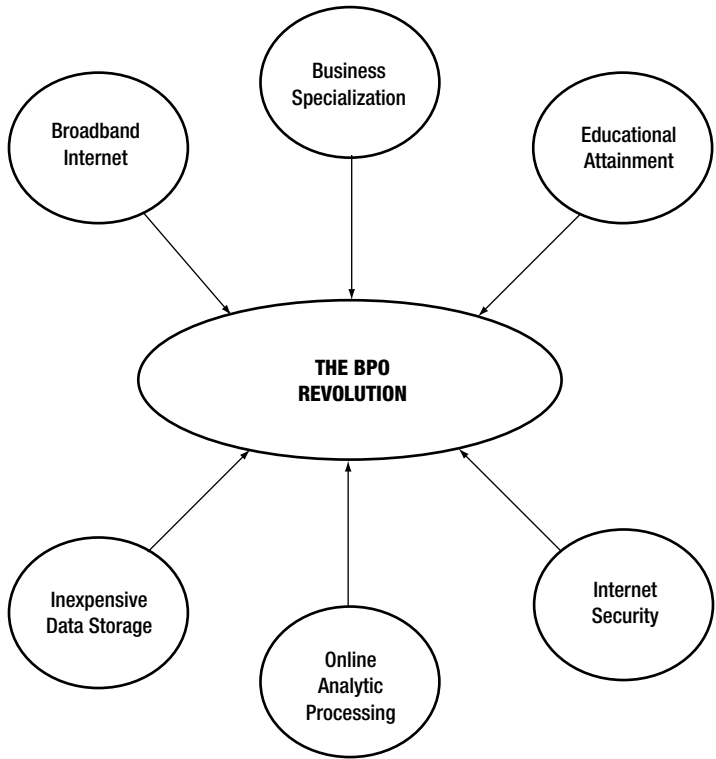 Business
Specialization
Broadband
Internet
Educational
Attainment
THE BPO
REVOLUTION
Inexpensive
Data Storage
Online
Analytic
Processing
Internet
Security